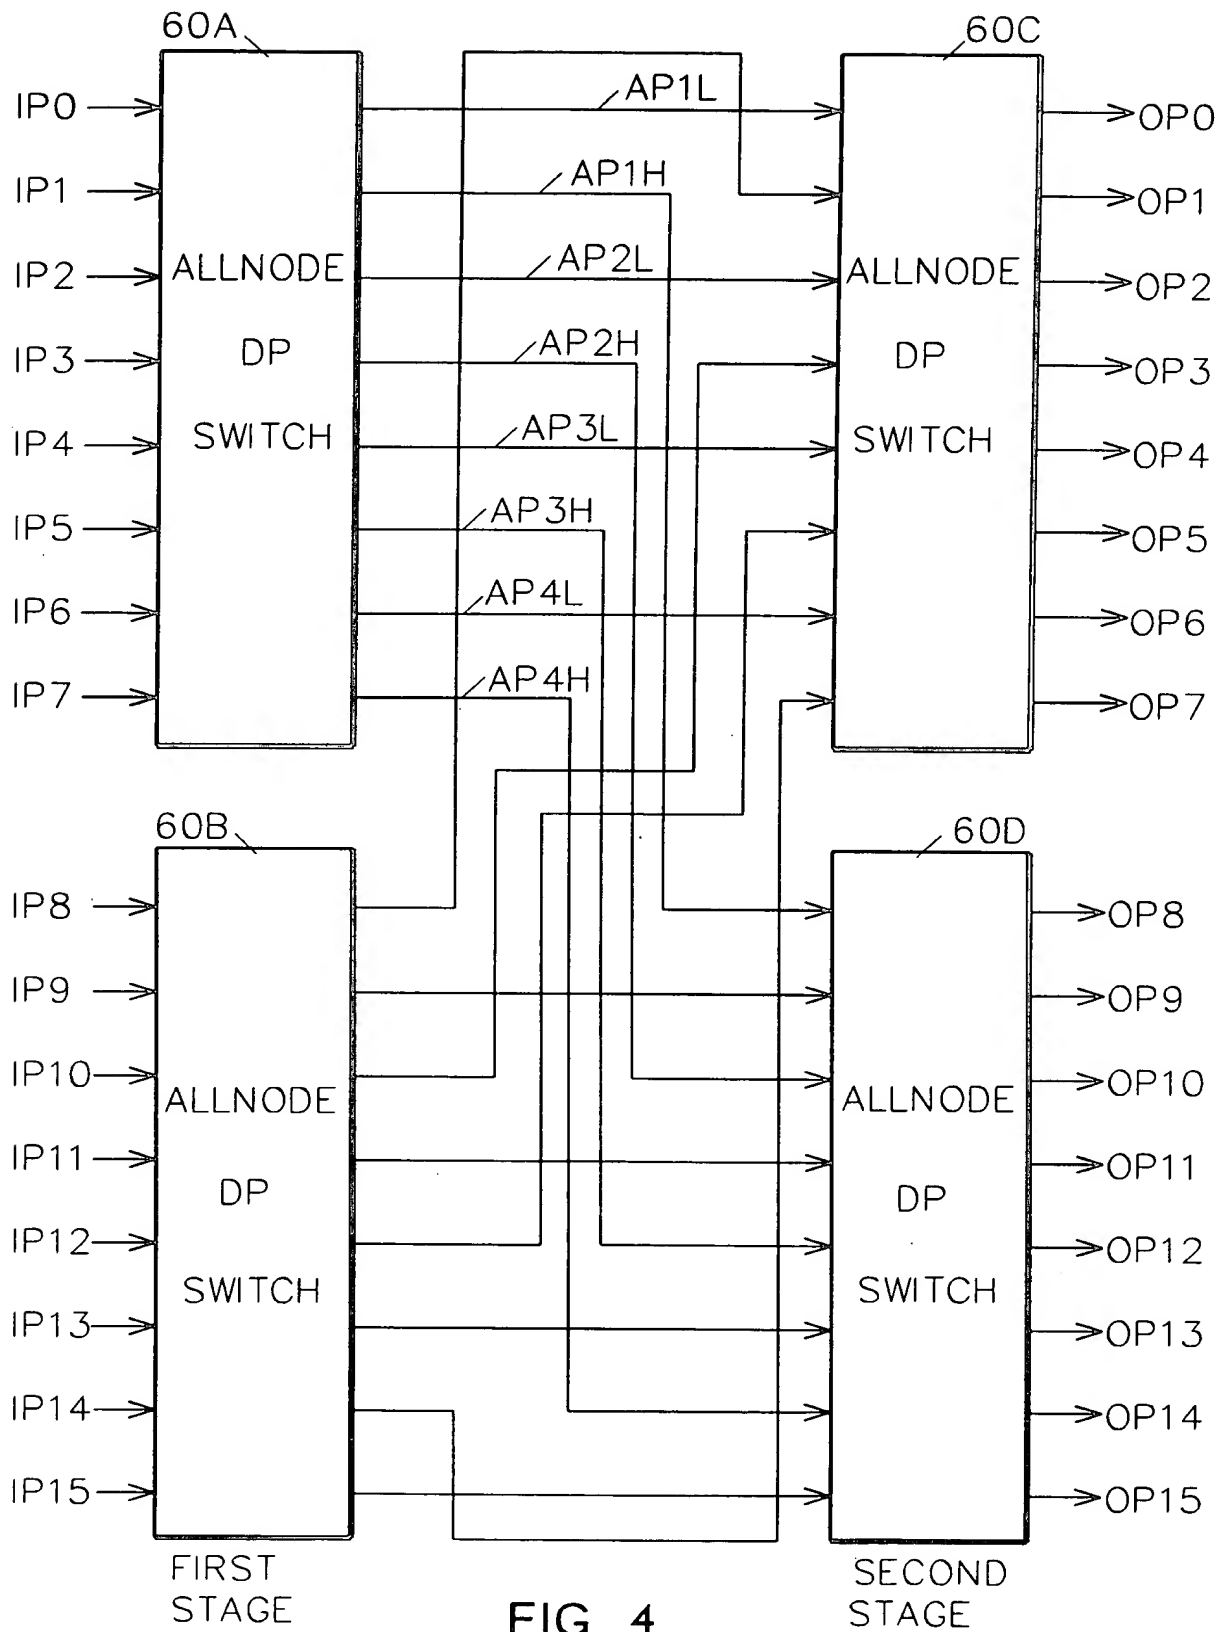 60A
60C
IP0
AP1L
OP0
IP1
AP1H
OP1
IP2
ALLNODE
AP2L
ALLNODE
OP2
IP3
DP
AP2H
DP
OP3
IP4
SWITCH
AP3L
SWITCH
OP4
IP5
AP3H
OP5
IP6
AP4L
OP6
IP7
AP4H
OP7
60B
60D
IP8
OP8
IP9
OP9
IP10
ALLNODE
ALLNODE
OP10
IP11
DP
DP
OP11
IP12
OP12
SWITCH
SWITCH
IP13
OP13
IP14
OP14
IP15
OP15
FIRST
STAGE
SECOND
STAGE
FIG 4